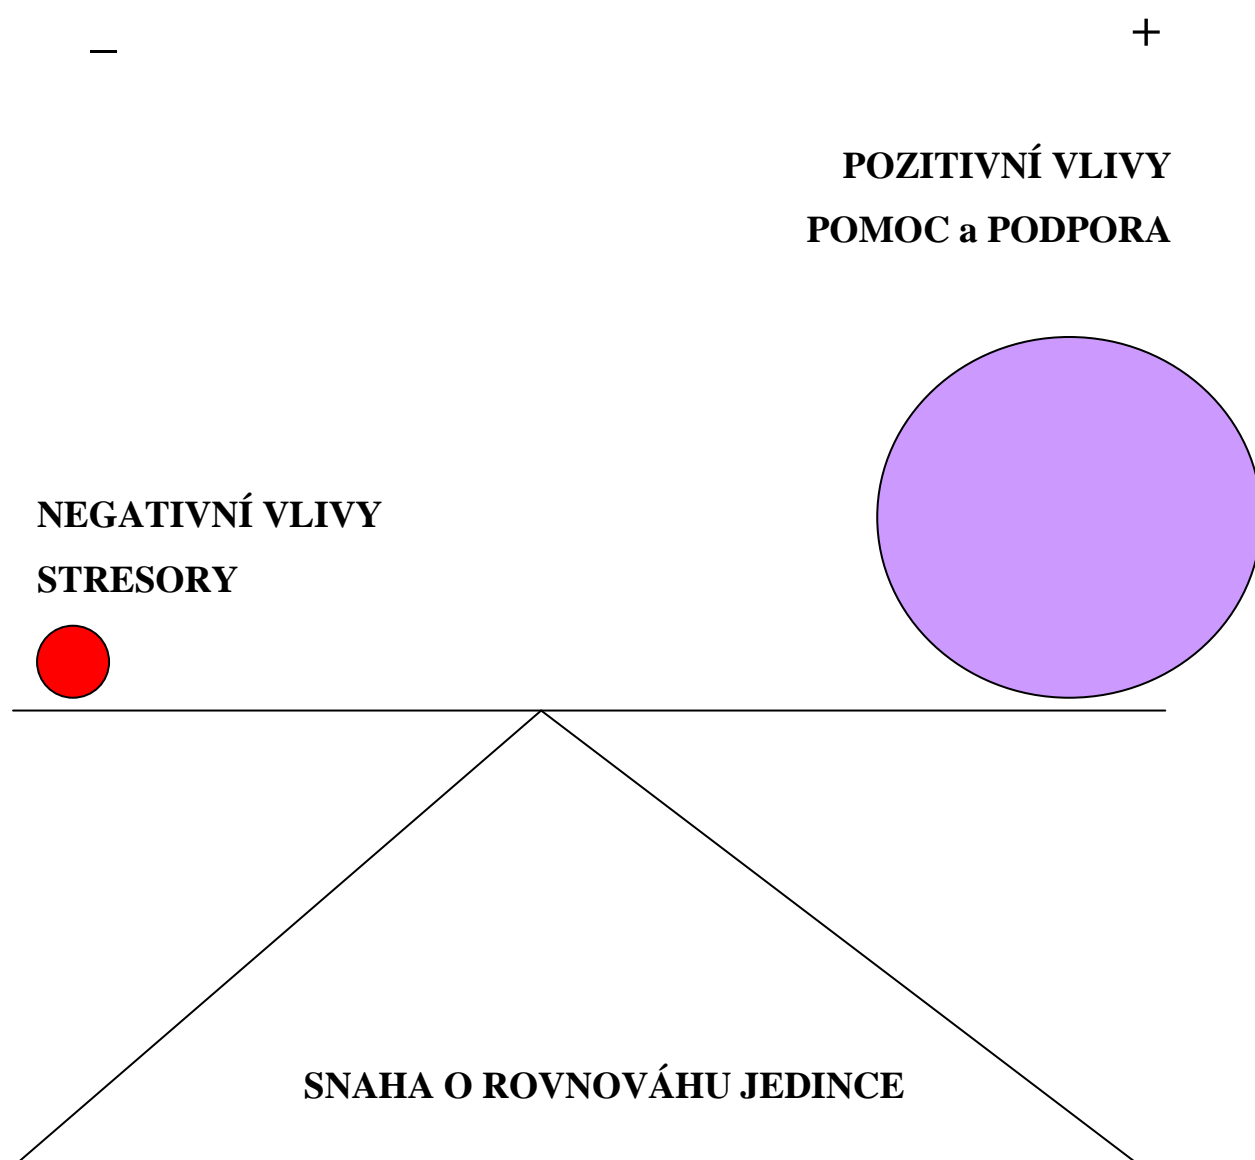 –
+
POZITIVNÍ VLIVY
POMOC a PODPORA
NEGATIVNÍ VLIVY
STRESORY
SNAHA O ROVNOVÁHU JEDINCE